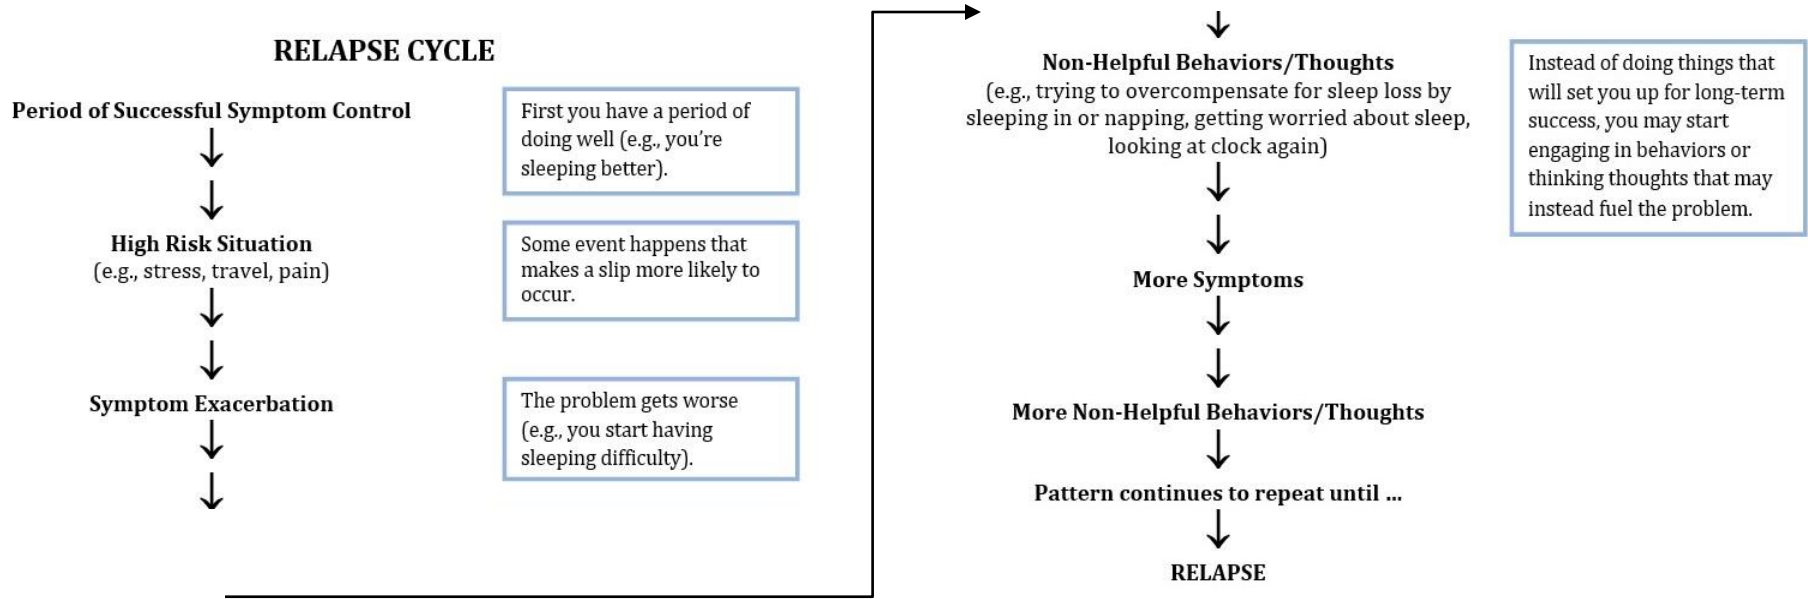 RELAPSE CYCLE
Period of Successful Symptom Control
First you have a period of
doing well (e.g., you’re
sleeping better).
High Risk Situation
(e.g., stress, travel, pain)
Some event happens that
makes a slip more likely to
occur.
Symptom Exacerbation
The problem gets worse
(e.g., you start having
sleeping difficulty).
Non-Helpful Behaviors/Thoughts
(e.g., trying to overcompensate for sleep loss by
sleeping in or napping, getting worried about sleep,
looking at clock again)
Instead of doing things that
will set you up for long-term
success, you may start
engaging in behaviors or
thinking thoughts that may
instead fuel the problem.
More Symptoms
More Non-Helpful Behaviors/Thoughts
Pattern continues to repeat until ...
RELAPSE